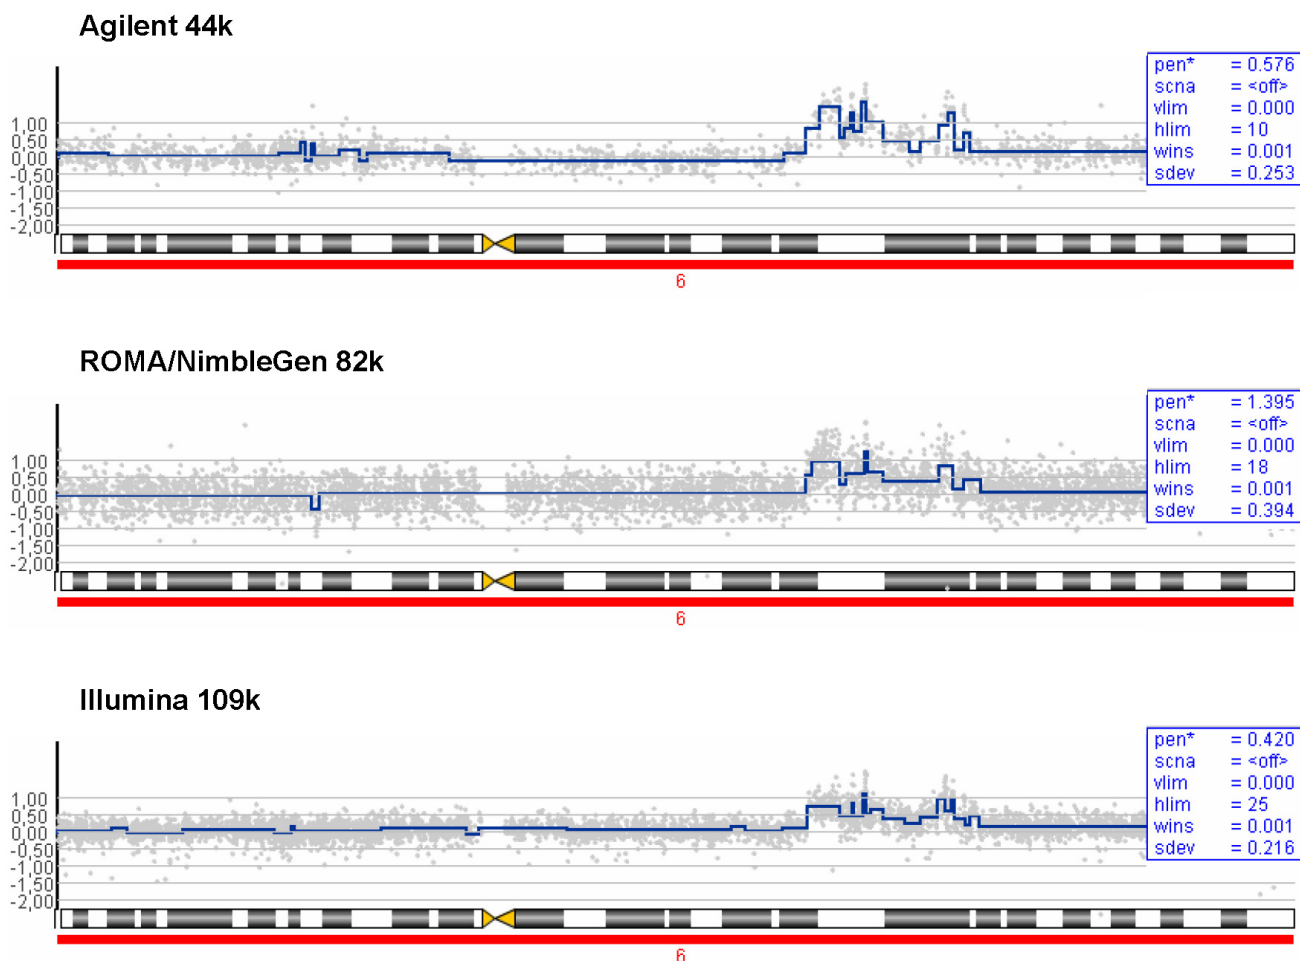 Agilent 44k
pen* = 0.576
scna = <off>
vlim = 0.000
hlim = 10
wins = 0.001
sdev = 0.253
1,00
0,50
0,00
-0,50
-1,00
-1,50
-2,00
6
ROMA/NimbleGen 82k
pen* = 1.395
scna = <off>
vlim = 0.000
hlim = 18
wins = 0.001
sdev = 0.394
1,00
0,50
0,00
-0,50
-1,00
-1,50
-2,00
6
Illumina 109k
pen* = 0.420
scna = <off>
vlim = 0.000
hlim = 25
wins = 0.001
sdev = 0.216
1,00
0,50
0,00
-0,50
-1,00
-1,50
-2,00
6